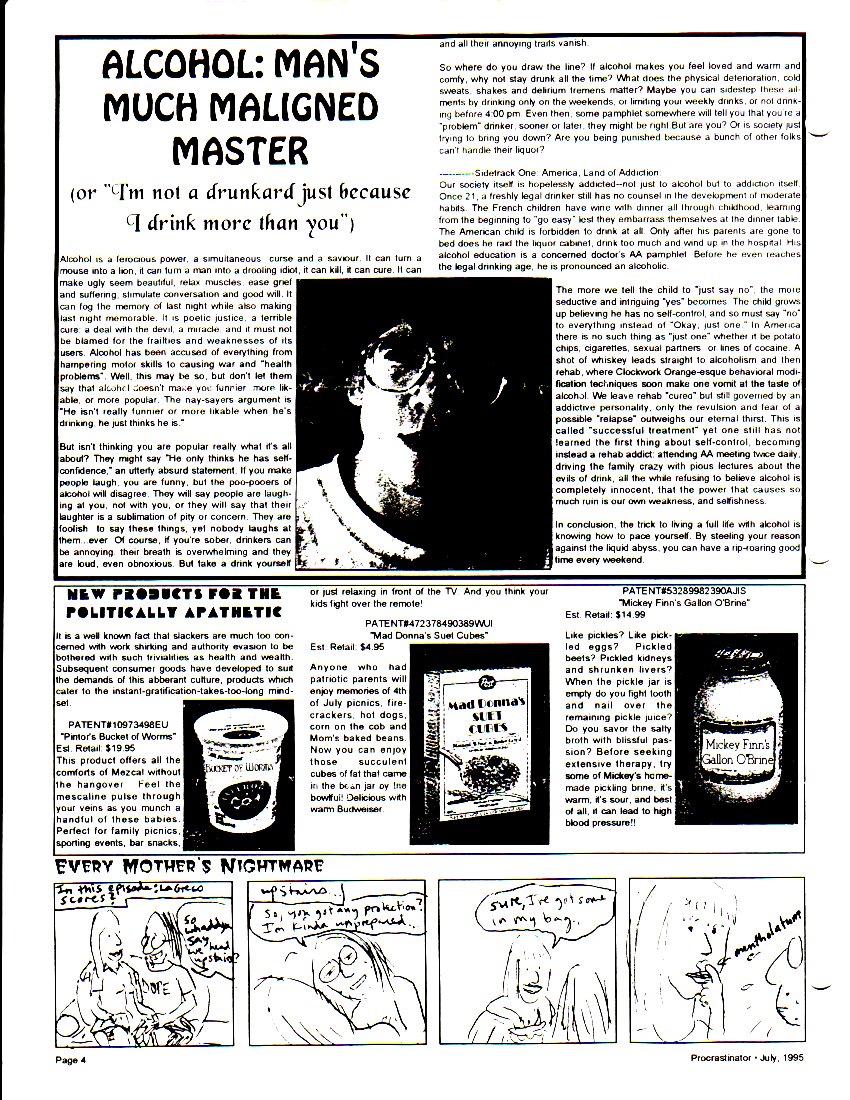 ALCOHOL: MAN'S
MUCH MALIGNED
MASTER
(or "I'm not a drunkard just because
I drink more than you")
Alcohol is a ferocious power, a simultaneous curse and a saviour. It can turn a
mouse into a lion, it can turn a man into a drooling idiot, it can kill, it can cure. It can
make ugly seem beautiful, relax muscles, ease grief
and suffering, stimulate conversation and good will. It
can fog the memory of last night while also making
last night memorable. It is poetic justice, a terrible
cure, a deal with the devil, a miracle, and it must not
be blamed for the frailties and weaknesses of its
users. Alcohol has been accused of everything from
hampering motor skills to causing war and "health
problems". Well, this may be so, but don't let them
say that alcohol doesn't make you funnier, more lik-
able, or more popular. The nay-sayers argument is
"He isn't really funnier or more likable when he's
drinking, he just thinks he is."
But isn't thinking you are popular really what it's all
about? They might say "He only thinks he has self-
confidence," an utterly absurd statement. If you make
people laugh, you are funny, but the poo-pooers of
alcohol will disagree. They will say people are laugh-
ing at you, not with you, or they will say that their
laughter is a sublimation of pity or concern. They are
foolish to say these things, yet nobody laughs at
them...ever. Of course, if you're sober, drinkers can
be annoying, their breath is overwhelming and they
are loud, even obnoxious. But take a drink yourself
and all their annoying traits vanish.
So where do you draw the line? If alcohol makes you feel loved and warm and
comfy, why not stay drunk all the time? What does the physical deterioration, cold
sweats, shakes and delirium tremens matter? Maybe you can sidestep these ail-
ments by drinking only on the weekends, or limiting your weekly drinks, or not drink-
ing before 4:00 pm. Even then, some pamphlet somewhere will tell you that you're a
"problem" drinker, sooner or later, they might be right. But are you? Or is society just
trying to bring you down? Are you being punished because a bunch of other folks
can't handle their liquor?
----------Sidetrack One: America, Land of Addiction:
Our society itself is hopelessly addicted--not just to alcohol but to addiction itself.
Once 21, a freshly legal drinker still has no counsel in the development of moderate
habits. The French children have wine with dinner all through childhood, learning
from the beginning to "go easy" lest they embarrass themselves at the dinner table.
The American child is forbidden to drink at all. Only after his parents are gone to
bed does he raid the liquor cabinet, drink too much and wind up in the hospital. His
alcohol education is a concerned doctor's AA pamphlet. Before he even reaches
the legal drinking age, he is pronounced an alcoholic.
The more we tell the child to "just say no", the more
seductive and intriguing "yes" becomes. The child grows
up believing he has no self-control, and so must say "no"
to everything instead of "Okay, just one." In America
there is no such thing as "just one" whether it be potato
chips, cigarettes, sexual partners or lines of cocaine. A
shot of whiskey leads straight to alcoholism and then
rehab, where Clockwork Orange-esque behavioral modi-
fication techniques soon make one vomit at the taste of
alcohol. We leave rehab "cured" but still governed by an
addictive personality, only the revulsion and fear of a
possible "relapse" outweighs our eternal thirst. This is
called "successful treatment" yet one still has not
learned the first thing about self-control, becoming
instead a rehab addict: attending AA meeting twice daily,
driving the family crazy with pious lectures about the
evils of drink, all the while refusing to believe alcohol is
completely innocent, that the power that causes so
much ruin is our own weakness, and selfishness.
In conclusion, the trick to living a full life with alcohol is
knowing how to pace yourself. By steeling your reason
against the liquid abyss, you can have a rip-roaring good
time every weekend.
NEW PRODUCTS FOR THE
POLITICALLY APATHETIC
It is a well known fact that slackers are much too con-
cerned with work shirking and authority evasion to be
bothered with such trivialities as health and wealth.
Subsequent consumer goods have developed to suit
the demands of this abberant culture, products which
cater to the instant-gratification-takes-too-long mind-
set.
PATENT#10973498EU
"Pintor's Bucket of Worms"
Est. Retail: $19.95
This product offers all the
comforts of Mezcal without
the hangover. Feel the
mescaline pulse through
your veins as you munch a
handful of these babies.
Perfect for family picnics,
sporting events, bar snacks,
BUCKET OF WORMS
or just relaxing in front of the TV. And you think your
kids fight over the remote!
PATENT#472378490389WUI
"Mad Donna's Suet Cubes"
Est. Retail: $4.95
Anyone who had
patriotic parents will
enjoy memories of 4th
of July picnics, fire-
crackers, hot dogs,
corn on the cob and
Mom's baked beans.
Now you can enjoy
those succulent
cubes of fat that came
in the bean jar by the
bowlful! Delicious with
warm Budweiser.
Post
Mad Donna's
SUET
CUBES
PATENT#53289982390AJIS
"Mickey Finn's Gallon O'Brine"
Est. Retail: $14.99
Like pickles? Like pick-
led eggs? Pickled
beets? Pickled kidneys
and shrunken livers?
When the pickle jar is
empty do you fight tooth
and nail over the
remaining pickle juice?
Do you savor the salty
broth with blissful pas-
sion? Before seeking
extensive therapy, try
some of Mickey's home-
made pickling brine, it's
warm, it's sour, and best
of all, it can lead to high
blood pressure!!
Mickey Finn's
Gallon O'Brine
EVERY MOTHER'S NIGHTMARE
In this episode: LaGreco
scores?
So
whaddya
say
we head
upstairs?
DOPE
upstairs..!
So, you got any protection?
I'm kinda unprepared..
sure, I've got some
in my bag..
mentholatum
Page 4
Procrastinator • July, 1995